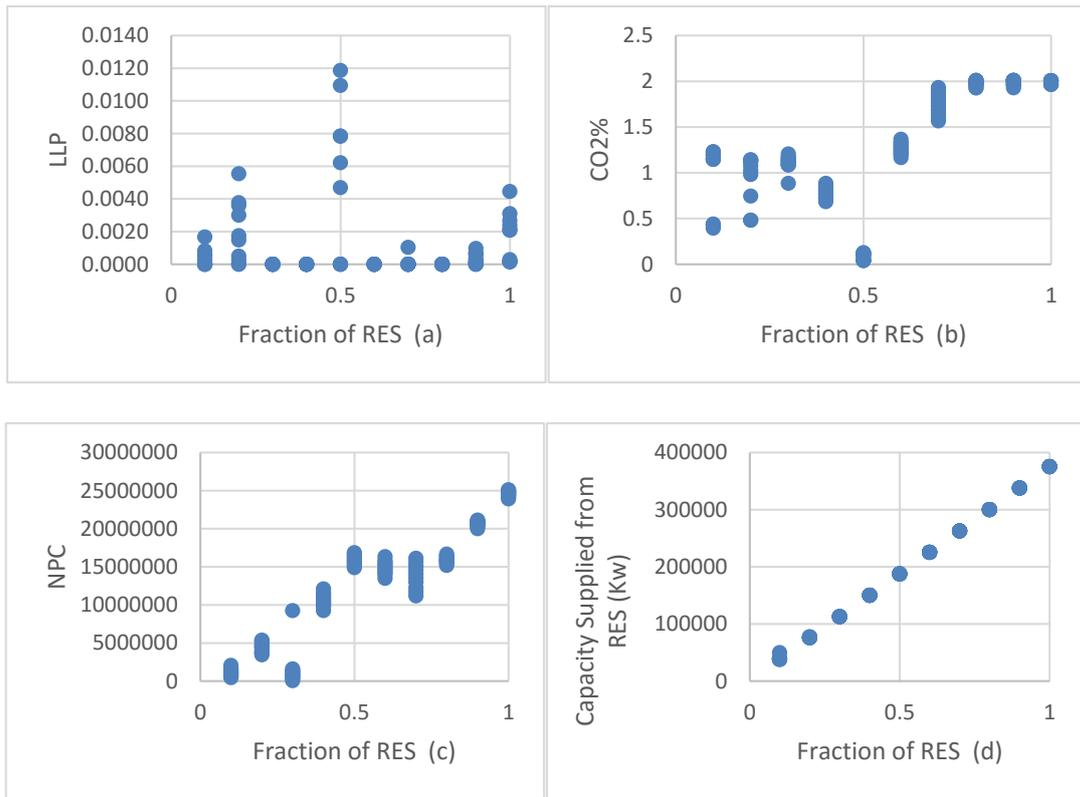 0.0140
0.0120
0.0100
0.0080
0.0060
0.0040
0.0020
0.0000
LLP
0 0.5 1
Fraction of RES (a)
2.5
2
1.5
1
0.5
0
CO2%
0 0.5 1
Fraction of RES (b)
30000000
25000000
20000000
15000000
10000000
5000000
0
NPC
0 0.5 1
Fraction of RES (c)
400000
300000
200000
100000
0
Capacity Supplied from
RES (Kw)
0 0.5 1
Fraction of RES (d)